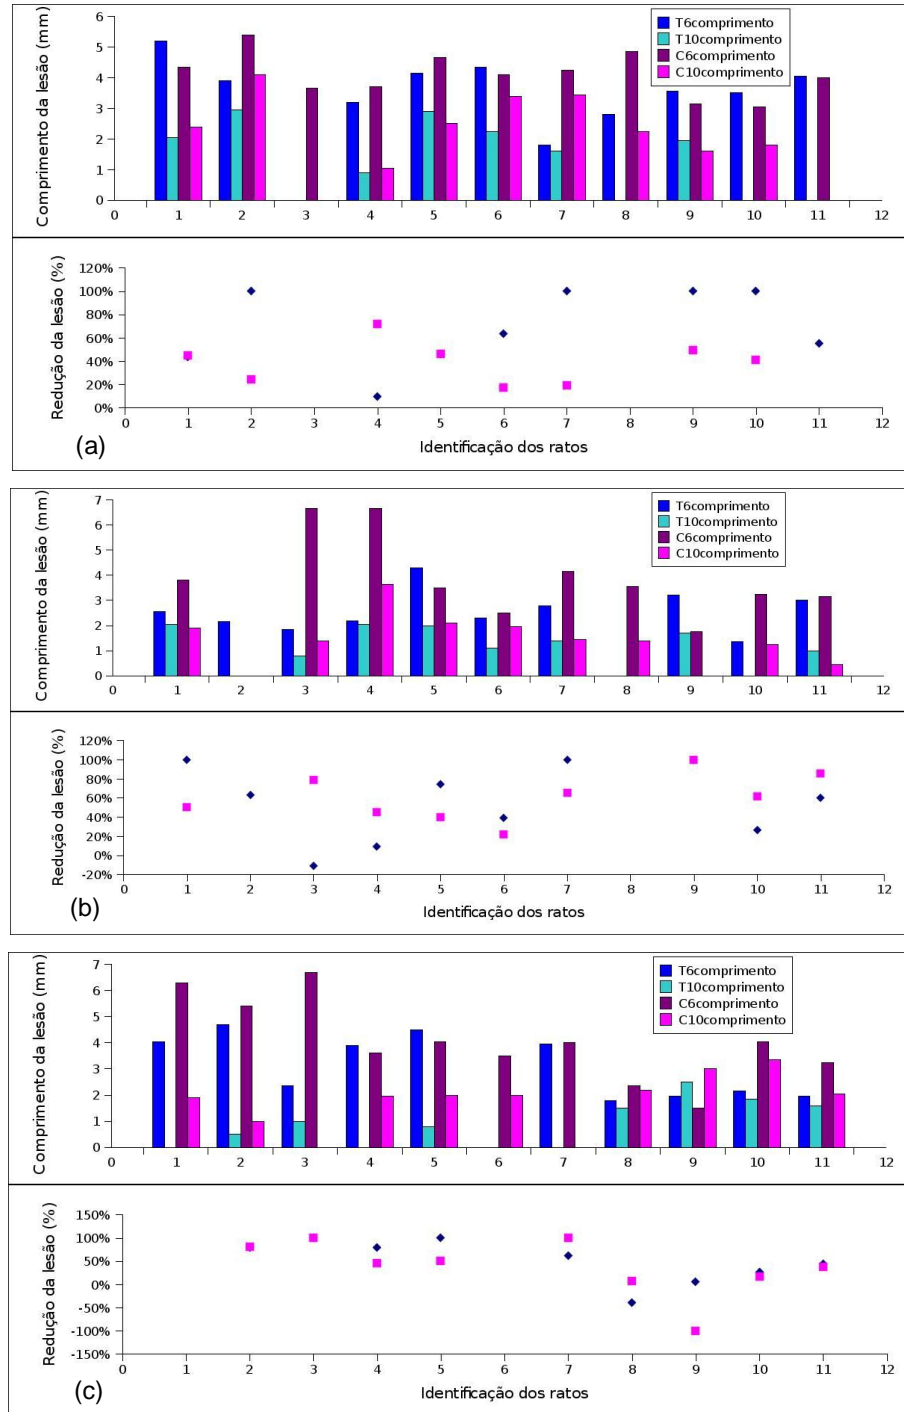 Comprimento da lesão (mm)
6
5
4
3
2
1
0
T6comprimento
T10comprimento
C6comprimento
C10comprimento
0 1 2 3 4 5 6 7 8 9 10 11 12
Redução da lesão (%)
120%
100%
80%
60%
40%
20%
0%
0 1 2 3 4 5 6 7 8 9 10 11 12
(a)
Identificação dos ratos
Comprimento da lesão (mm)
7
6
5
4
3
2
1
0
T6comprimento
T10comprimento
C6comprimento
C10comprimento
0 1 2 3 4 5 6 7 8 9 10 11 12
Redução da lesão (%)
120%
100%
80%
60%
40%
20%
0%
-20%
0 1 2 3 4 5 6 7 8 9 10 11 12
(b)
Identificação dos ratos
Comprimento da lesão (mm)
7
6
5
4
3
2
1
0
T6comprimento
T10comprimento
C6comprimento
C10comprimento
0 1 2 3 4 5 6 7 8 9 10 11 12
Redução da lesão (%)
150%
100%
50%
0%
-50%
-100%
-150%
0 1 2 3 4 5 6 7 8 9 10 11 12
(c)
Identificação dos ratos